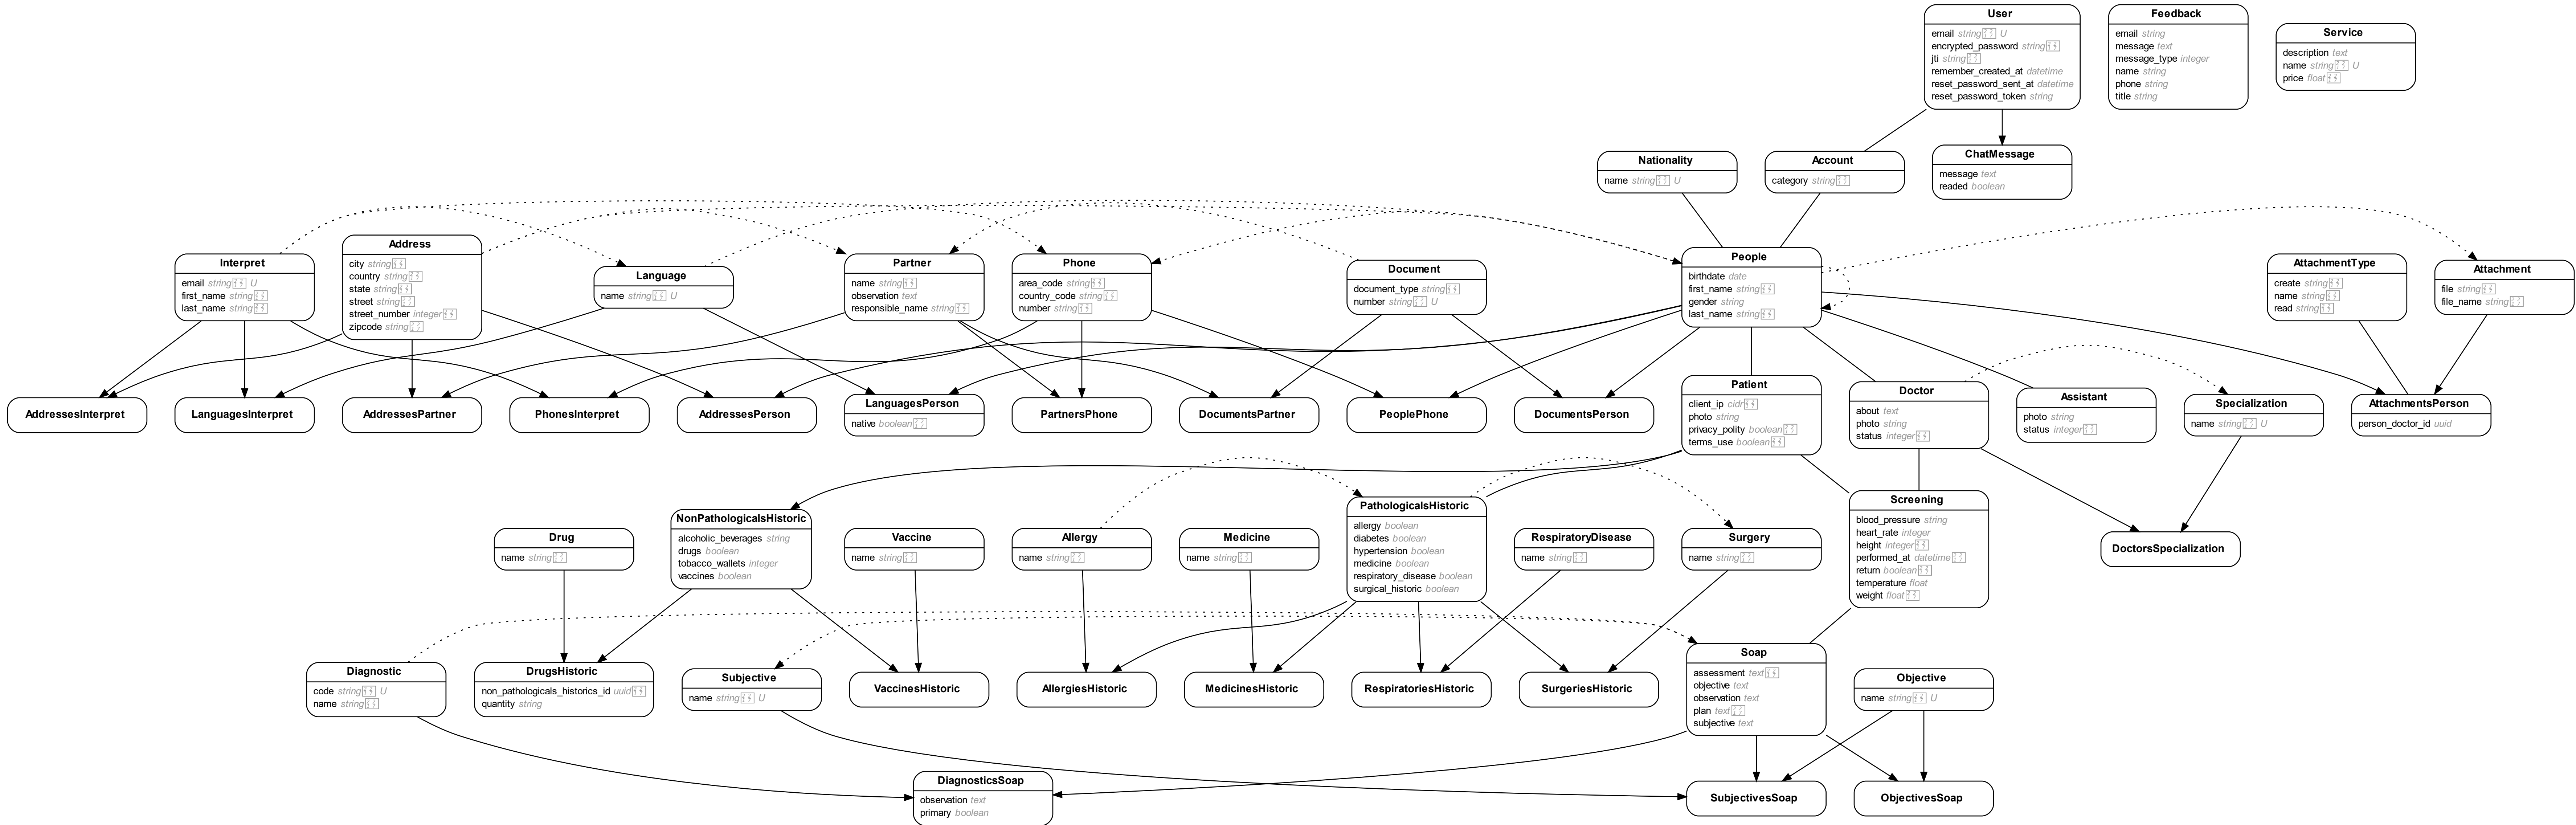 User
email string U
encrypted_password string
jti string
remember_created_at datetime
reset_password_sent_at datetime
reset_password_token string
Feedback
email string
message text
message_type integer
name string
phone string
title string
Service
description text
name string U
price float
Nationality
name string U
Account
category string
ChatMessage
message text
readed boolean
Interpret
email string U
first_name string
last_name string
Address
city string
country string
state string
street string
street_number integer
zipcode string
Language
name string U
Partner
name string
observation text
responsible_name string
Phone
area_code string
country_code string
number string
Document
document_type string
number string U
People
birthdate date
first_name string
gender string
last_name string
AttachmentType
create string
name string
read string
Attachment
file string
file_name string
AddressesInterpret
LanguagesInterpret
AddressesPartner
PhonesInterpret
AddressesPerson
LanguagesPerson
native boolean
PartnersPhone
DocumentsPartner
PeoplePhone
DocumentsPerson
Patient
client_ip cidr
photo string
privacy_polity boolean
terms_use boolean
Doctor
about text
photo string
status integer
Assistant
photo string
status integer
Specialization
name string U
AttachmentsPerson
person_doctor_id uuid
Drug
name string
NonPathologicalsHistoric
alcoholic_beverages string
drugs boolean
tobacco_wallets integer
vaccines boolean
Vaccine
name string
Allergy
name string
Medicine
name string
PathologicalsHistoric
allergy boolean
diabetes boolean
hypertension boolean
medicine boolean
respiratory_disease boolean
surgical_historic boolean
RespiratoryDisease
name string
Surgery
name string
Screening
blood_pressure string
heart_rate integer
height integer
performed_at datetime
return boolean
temperature float
weight float
DoctorsSpecialization
Diagnostic
code string U
name string
DrugsHistoric
non_pathologicals_historics_id uuid
quantity string
Subjective
name string U
VaccinesHistoric
AllergiesHistoric
MedicinesHistoric
RespiratoriesHistoric
SurgeriesHistoric
Soap
assessment text
objective text
observation text
plan text
subjective text
Objective
name string U
DiagnosticsSoap
observation text
primary boolean
SubjectivesSoap
ObjectivesSoap